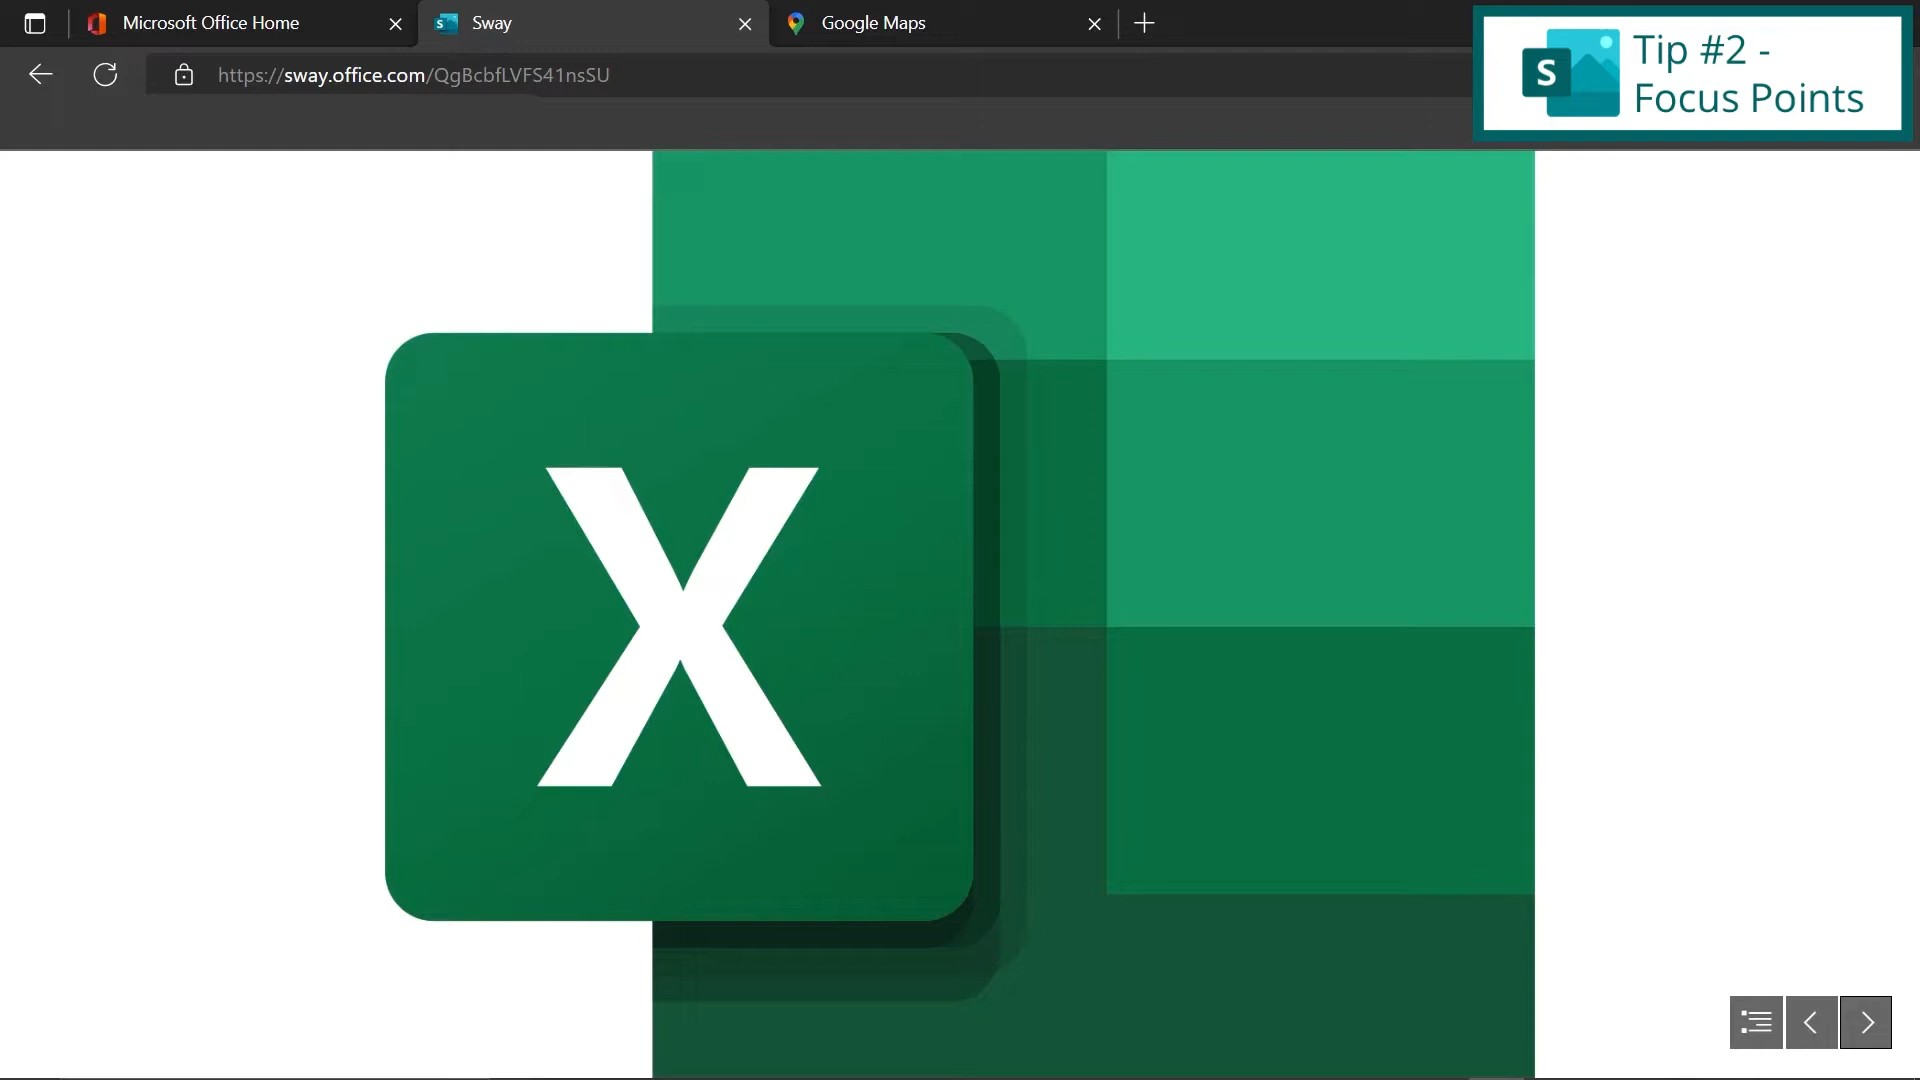 Microsoft Office Home
Sway
Google Maps
https://sway.office.com/QgBcbfLVFS41nsSU
S
Tip #2 -
Focus Points
X